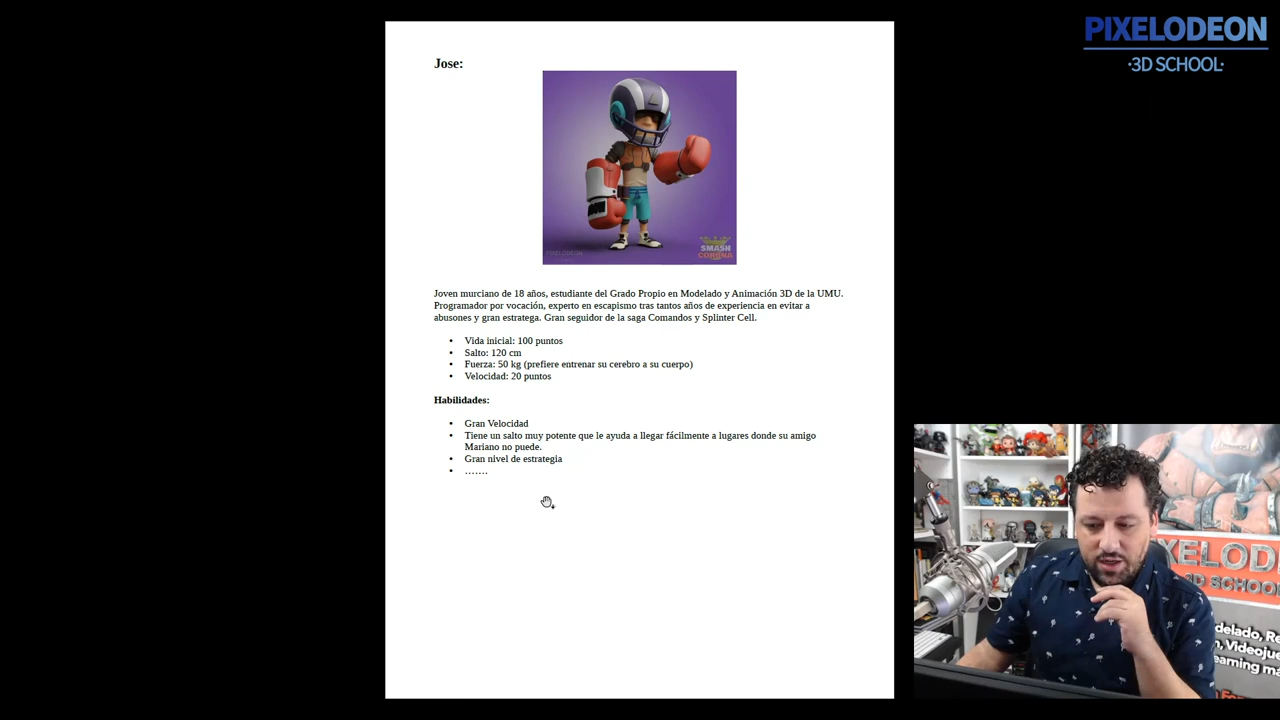 PIXELODEON
·3D SCHOOL·
Jose:
PIXELODEON
SMASH
CORONA
Joven murciano de 18 años, estudiante del Grado Propio en Modelado y Animación 3D de la UMU.
Programador por vocación, experto en escapismo tras tantos años de experiencia en evitar a
abusones y gran estratega. Gran seguidor de la saga Comandos y Splinter Cell.
• Vida inicial: 100 puntos
• Salto: 120 cm
• Fuerza: 50 kg (prefiere entrenar su cerebro a su cuerpo)
• Velocidad: 20 puntos
Habilidades:
• Gran Velocidad
• Tiene un salto muy potente que le ayuda a llegar fácilmente a lugares donde su amigo
Mariano no puede.
• Gran nivel de estrategia
• …….
XELOD
3D SCHOO